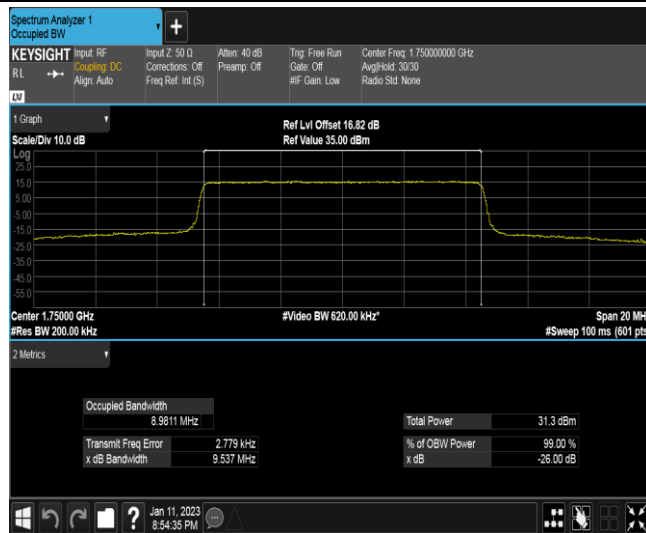 Spectrum Analyzer 1
Occupied BW
KEYSIGHT Input: RF Input Z: 50 Ω Atten: 40 dB Trig: Free Run Center Freq: 1.750000000 GHz
RL Coupling: DC Corrections: Off Preamp: Off Gate: Off Avg|Hold: 30/30
Align: Auto Freq Ref: Int (S) #IF Gain: Low Radio Std: None
1 Graph
Ref Lvl Offset 16.82 dB
Scale/Div 10.0 dB Ref Value 35.00 dBm
Log
25.0
15.0
5.00
-5.00
-15.0
-25.0
-35.0
-45.0
-55.0
Center 1.75000 GHz #Video BW 620.00 kHz* Span 20 MH
#Res BW 200.00 kHz #Sweep 100 ms (601 pts
2 Metrics
Occupied Bandwidth
8.9811 MHz Total Power 31.3 dBm
Transmit Freq Error 2.779 kHz % of OBW Power 99.00 %
x dB Bandwidth 9.537 MHz x dB -26.00 dB
? Jan 11, 2023
8:54:35 PM